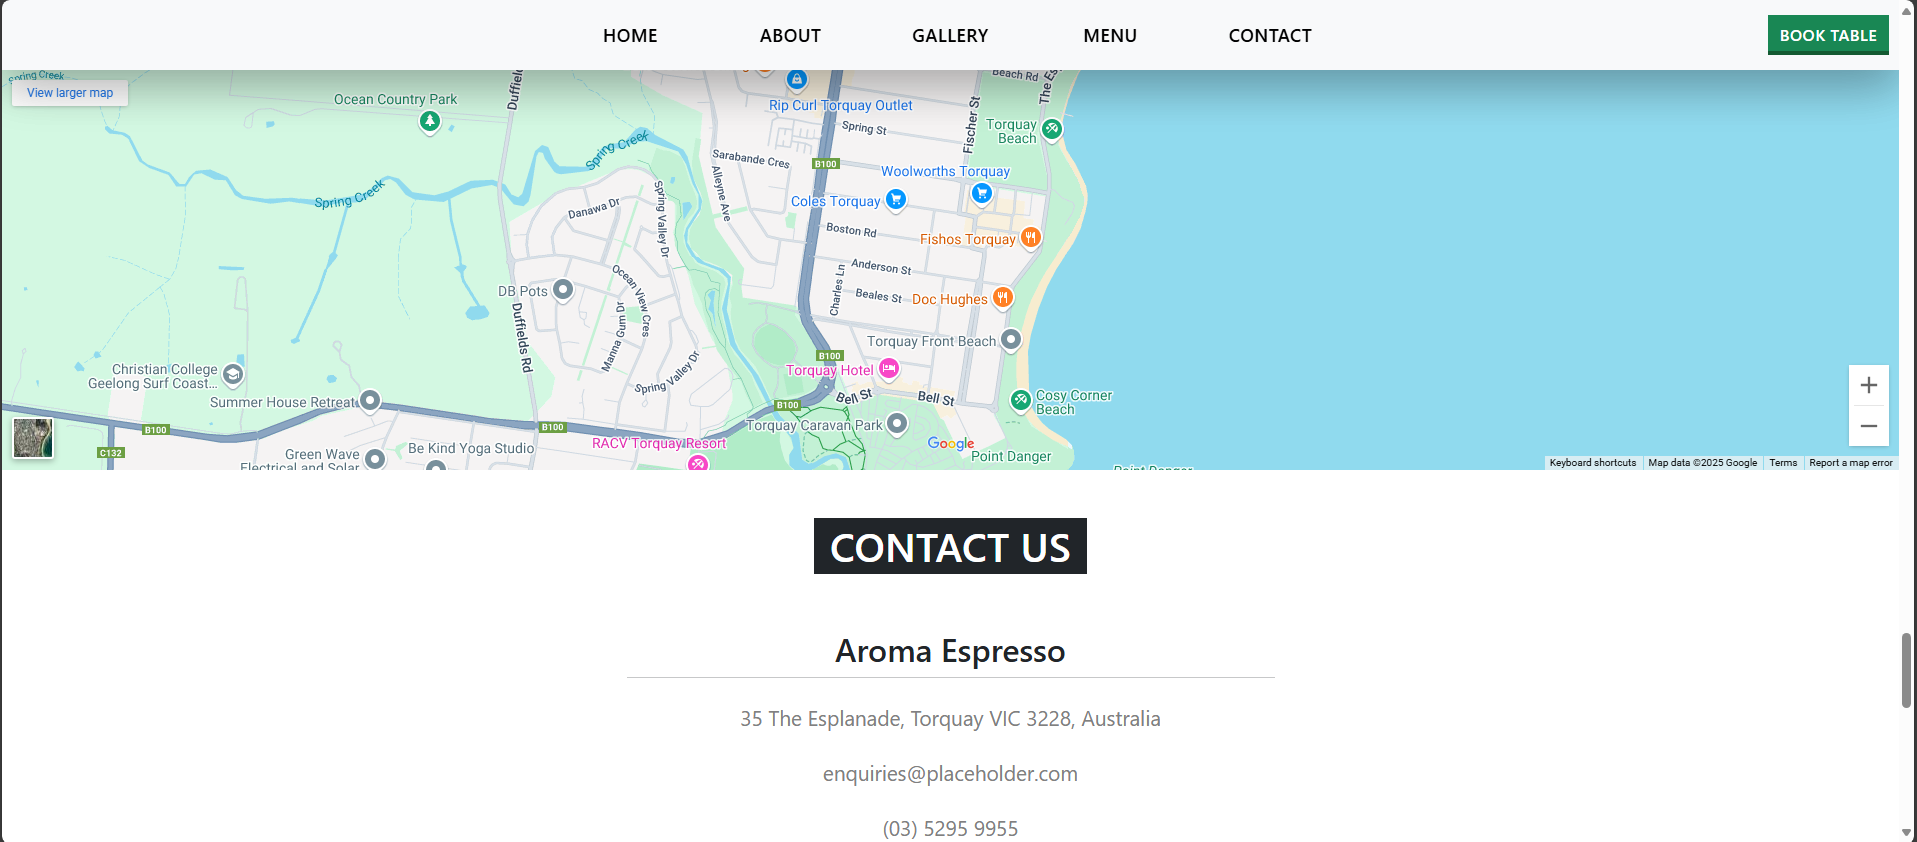 HOME
ABOUT
GALLERY
MENU
CONTACT
BOOK TABLE
Spring Creek
View larger map
Ocean Country Park
Duffields
Rip Curl Torquay Outlet
Beach Rd
The Es
Fischer St
Torquay
Beach
Spring St
Spring Creek
Sarabande Cres
B100
Alleyne Ave
Woolworths Torquay
Spring Creek
Coles Torquay
Danawa Dr
Spring Valley Dr
Boston Rd
Fishos Torquay
Anderson St
Ocean View Cres
Charles Ln
DB Pots
Beales St
Doc Hughes
Duffields Rd
Manna Gum Dr
Torquay Front Beach
B100
Christian College
Geelong Surf Coast...
Torquay Hotel
Spring Valley Dr
Bell St
Bell St
Cosy Corner
Beach
Summer House Retreats
B100
B100
B100
Torquay Caravan Park
RACV Torquay Resort
Google
C132
Green Wave
Electrical and Solar
Be Kind Yoga Studio
Point Danger
Point Danger
Keyboard shortcuts
Map data ©2025 Google
Terms
Report a map error
CONTACT US
Aroma Espresso
35 The Esplanade, Torquay VIC 3228, Australia
enquiries@placeholder.com
(03) 5295 9955